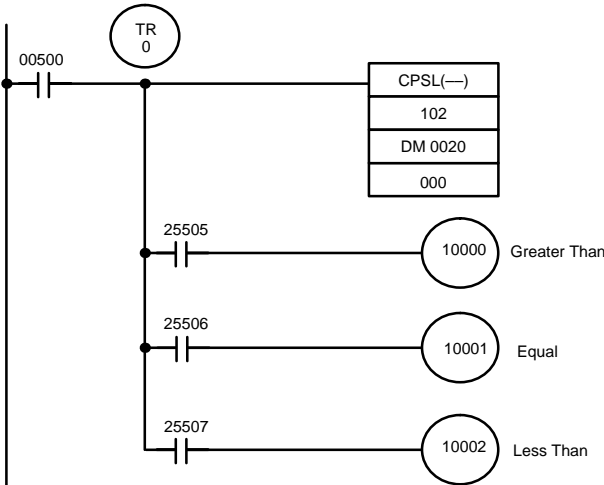 TR
0
00500
CPSL(––)
102
DM 0020
000
25505
10000 Greater Than
25506
10001 Equal
25507
10002 Less Than